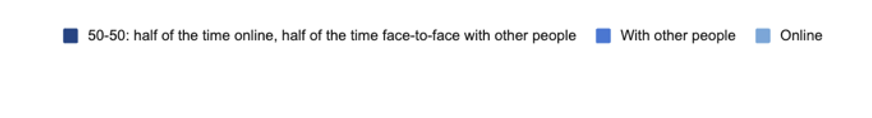 50-50: half of the time online, half of the time face-to-face with other people With other people Online